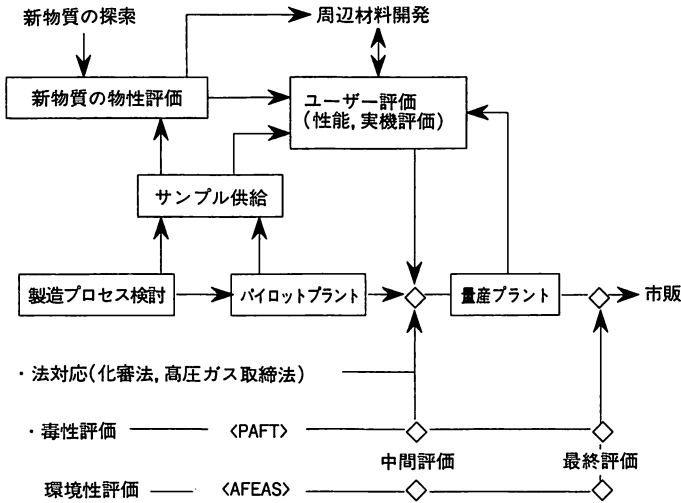 新物質の探索
周辺材料開発
新物質の物性評価
ユーザー評価
(性能,実機評価)
サンプル供給
製造プロセス検討
パイロットプラント
量産プラント
市販
・法対応(化審法,高圧ガス取締法)
・毒性評価
〈PAFT〉
中間評価
最終評価
環境性評価
〈AFEAS〉